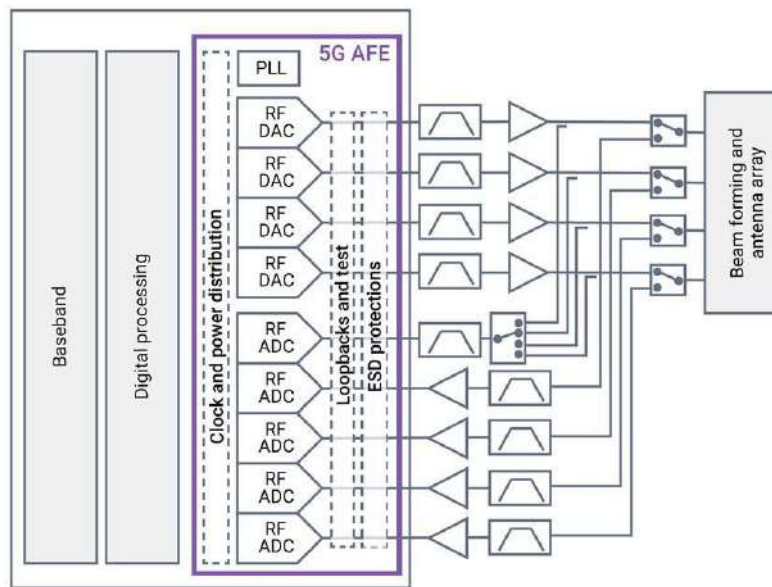 5G AFE
PLL
RF
DAC
RF
DAC
RF
DAC
RF
DAC
RF
ADC
RF
ADC
RF
ADC
RF
ADC
RF
ADC
Baseband
Digital processing
Clock and power distribution
Loopbacks and test
ESD protections
Beam forming and
antenna array